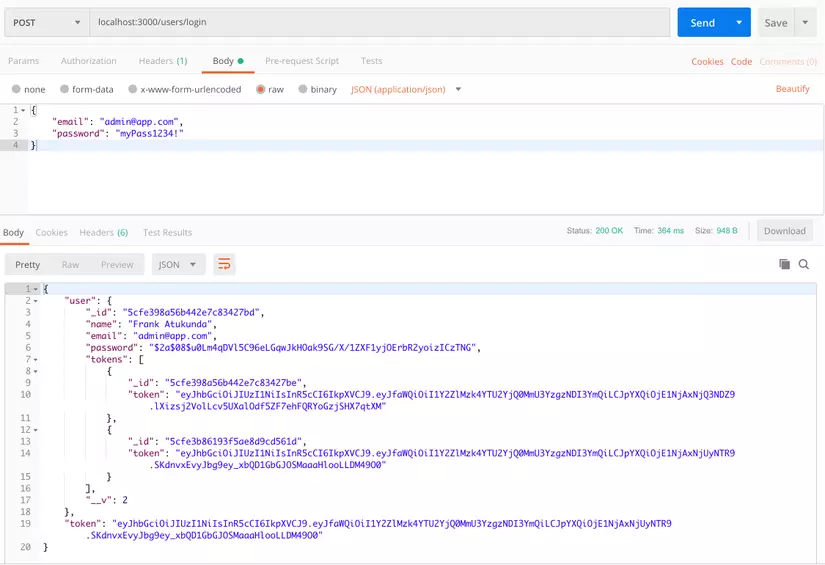 POST localhost:3000/users/login Send Save
Params Authorization Headers (1) Body Pre-request Script Tests Cookies Code Comments (0)
none form-data x-www-form-urlencoded raw binary JSON (application/json) Beautify
1 {
2 "email": "admin@app.com",
3 "password": "myPass1234!"
4 }
Body Cookies Headers (6) Test Results Status: 200 OK Time: 364 ms Size: 948 B Download
Pretty Raw Preview JSON
1 {
2 "user": {
3 "_id": "5cfe398a56b442e7c83427bd",
4 "name": "Frank Atukunda",
5 "email": "admin@app.com",
6 "password": "$2a$08$u0Lm4qDVl5C96eLGqwJkHOak9SG/X/1ZXF1yjOErbR2yoizICzTNG",
7 "tokens": [
8 {
9 "_id": "5cfe398a56b442e7c83427be",
10 "token": "eyJhbGciOiJIUzI1NiIsInR5cCI6IkpXVCJ9.eyJfaWQiOiI1Y2ZlMzk4YTU2YjQ0MmU3YzgzNDI3YmQiLCJpYXQiOjE1NjAxNjQ3NDZ9
.lXizsj2VolLcv5UXalOdf5ZF7ehFQRYoGzjSHX7qtXM"
11 },
12 {
13 "_id": "5cfe3b86193f5ae8d9cd561d",
14 "token": "eyJhbGciOiJIUzI1NiIsInR5cCI6IkpXVCJ9.eyJfaWQiOiI1Y2ZlMzk4YTU2YjQ0MmU3YzgzNDI3YmQiLCJpYXQiOjE1NjAxNjUyNTR9
.SKdnvxEvyJbg9ey_xbQD1GbGJOSMaaaHlooLLDM49O0"
15 }
16 ],
17 "__v": 2
18 },
19 "token": "eyJhbGciOiJIUzI1NiIsInR5cCI6IkpXVCJ9.eyJfaWQiOiI1Y2ZlMzk4YTU2YjQ0MmU3YzgzNDI3YmQiLCJpYXQiOjE1NjAxNjUyNTR9
.SKdnvxEvyJbg9ey_xbQD1GbGJOSMaaaHlooLLDM49O0"
20 }